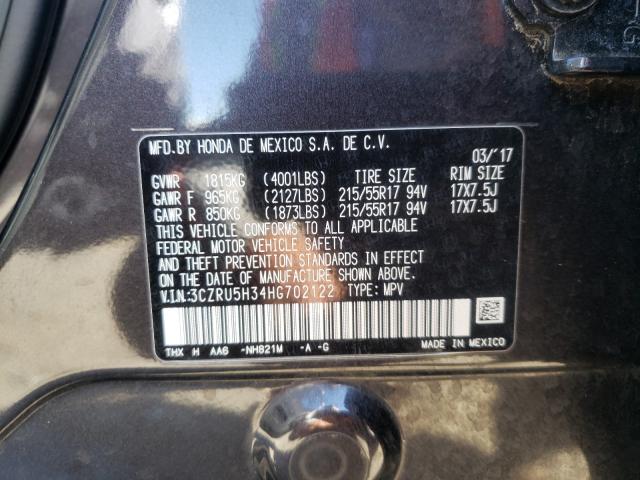 MFD.BY HONDA DE MEXICO S.A. DE C.V.
03/'17
GVWR 1815KG (4001LBS) TIRE SIZE RIM SIZE
GAWR F 965KG (2127LBS) 215/55R17 94V 17X7.5J
GAWR R 850KG (1873LBS) 215/55R17 94V 17X7.5J
THIS VEHICLE CONFORMS TO ALL APPLICABLE
FEDERAL MOTOR VEHICLE SAFETY
AND THEFT PREVENTION STANDARDS IN EFFECT
ON THE DATE OF MANUFACTURE SHOWN ABOVE.
V.I.N.:3CZRU5H34HG702122 TYPE: MPV
THX H AAG -NH821M -A -G MADE IN MEXICO